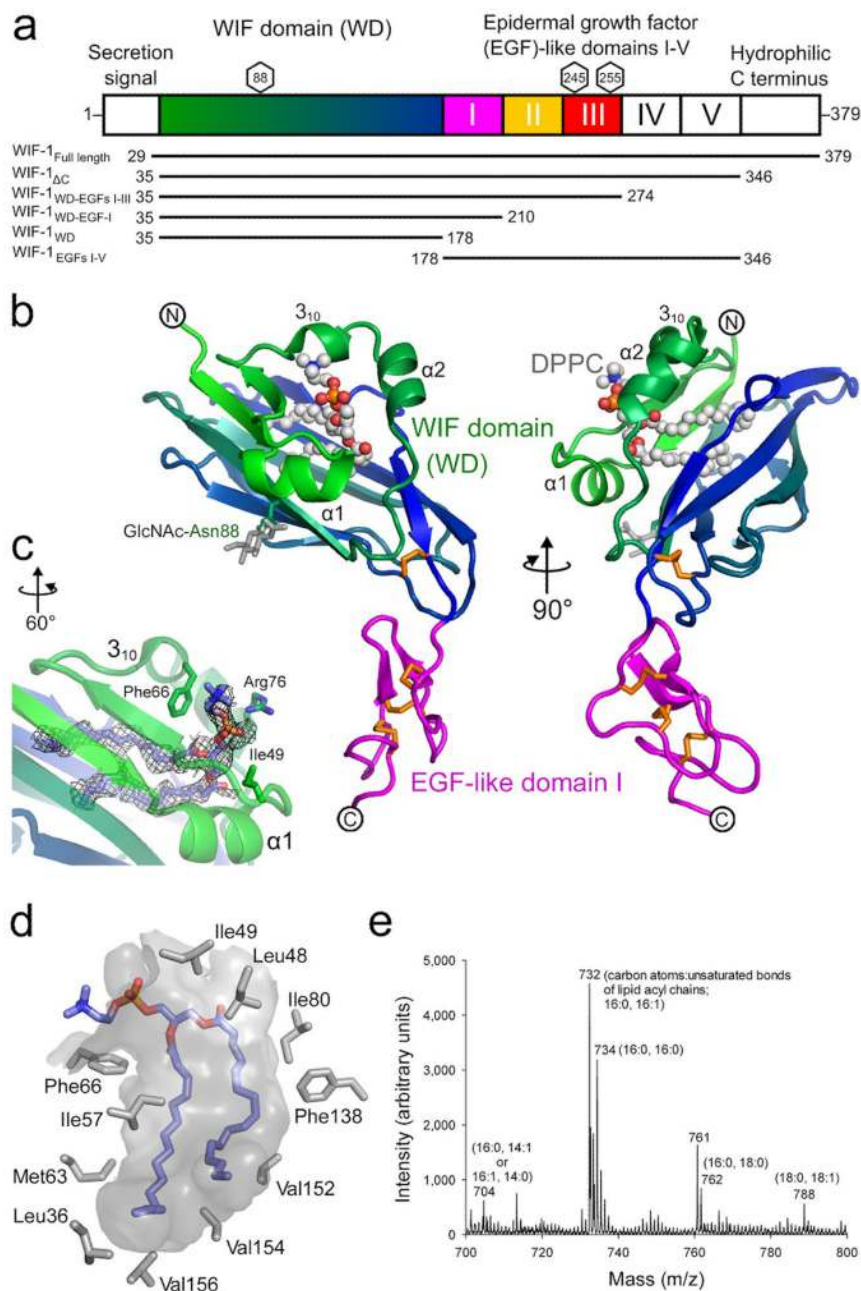 a
WIF domain (WD)
Epidermal growth factor
(EGF)-like domains I-V
Secretion
signal
Hydrophilic
C terminus
88
245
255
1
I
II
III
IV
V
379
WIF-1Full length
29
379
WIF-1ΔC
35
346
WIF-1WD-EGFs I-III
35
274
WIF-1WD-EGF-I
35
210
WIF-1WD
35
178
WIF-1EGFs I-V
178
346
b
N
3₁₀
α2
WIF domain
(WD)
α1
GlcNAc-Asn88
EGF-like domain I
C
3₁₀
N
α2
DPPC
α1
90°
C
c
60°
3₁₀
Phe66
Arg76
Ile49
α1
d
Ile49
Leu48
Ile80
Phe66
Ile57
Phe138
Met63
Val152
Leu36
Val154
Val156
e
Intensity (arbitrary units)
5,000
4,000
3,000
2,000
1,000
0
732 (carbon atoms:unsaturated bonds
of lipid acyl chains;
16:0, 16:1)
734 (16:0, 16:0)
(16:0, 14:1
or
16:1, 14:0)
704
761
(16:0, 18:0)
762
(18:0, 18:1)
788
700 720 740 760 780 800
Mass (m/z)